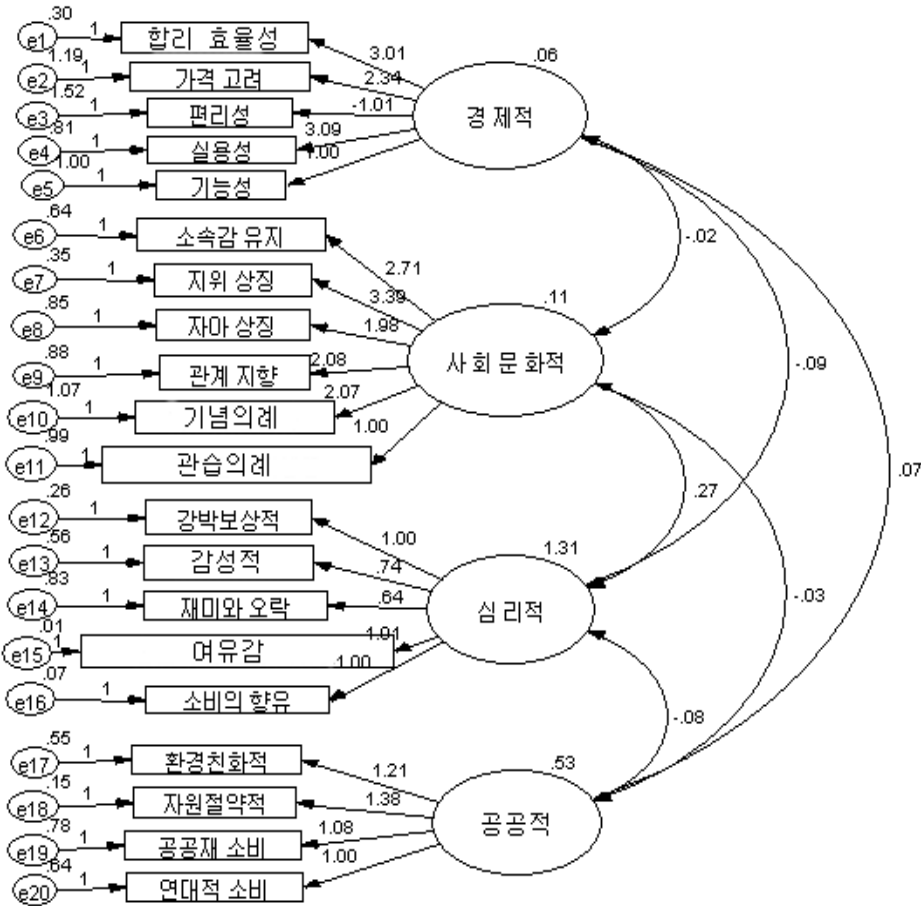 .30
e1 1 합리 효율성 3.01 .06
1.19
e2 1 가격 고려 2.34
1.52
e3 1 편리성 -1.01 경제적
.81
e4 1 실용성 3.09
1.00
e5 1 기능성 1.00
.64
e6 1 소속감 유지 2.71 -.02
.35
e7 1 지위 상징 3.39 .11
.85
e8 1 자아 상징 1.98
.88
e9 1 관계 지향 2.08 사회문화적 -.09
1.07
e10 1 기념의례 2.07
.99
e11 1 관습의례 1.00 .27 .07
.26
e12 1 강박보상적 1.00
.56
e13 1 감성적 .74 1.31
.83
e14 1 재미와 오락 .64 심리적 -.03
.01
e15 1 여유감 1.01
.07
e16 1 소비의 향유 1.00 -.08
.55
e17 1 환경친화적 1.21 .53
.15
e18 1 자원절약적 1.38
.78
e19 1 공공재 소비 1.08 공공적
.64
e20 1 연대적 소비 1.00